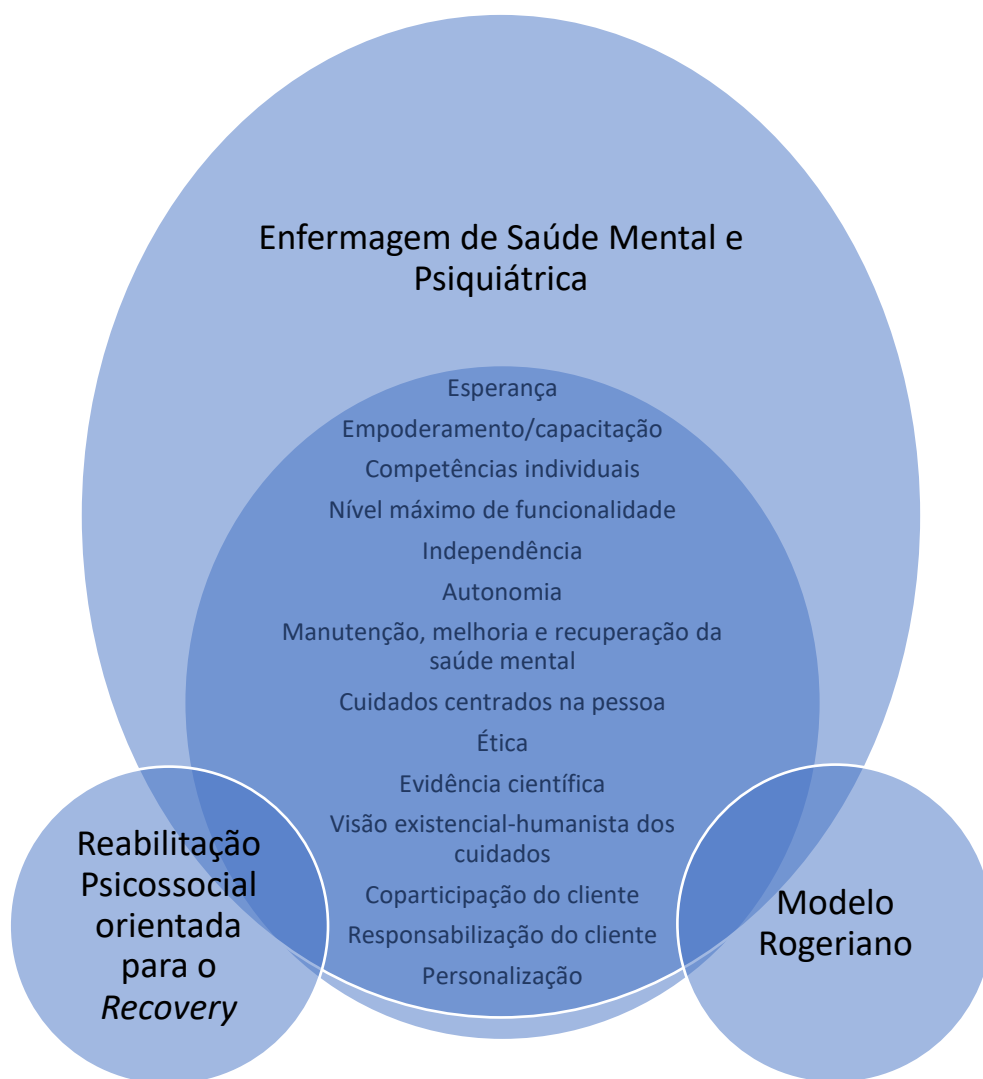 Enfermagem de Saúde Mental e
Psiquiátrica
Esperança
Empoderamento/capacitação
Competências individuais
Nível máximo de funcionalidade
Independência
Autonomia
Manutenção, melhoria e recuperação da
saúde mental
Cuidados centrados na pessoa
Ética
Evidência científica
Visão existencial-humanista dos
cuidados
Coparticipação do cliente
Responsabilização do cliente
Personalização
Reabilitação
Psicossocial
orientada
para o
Recovery
Modelo
Rogeriano